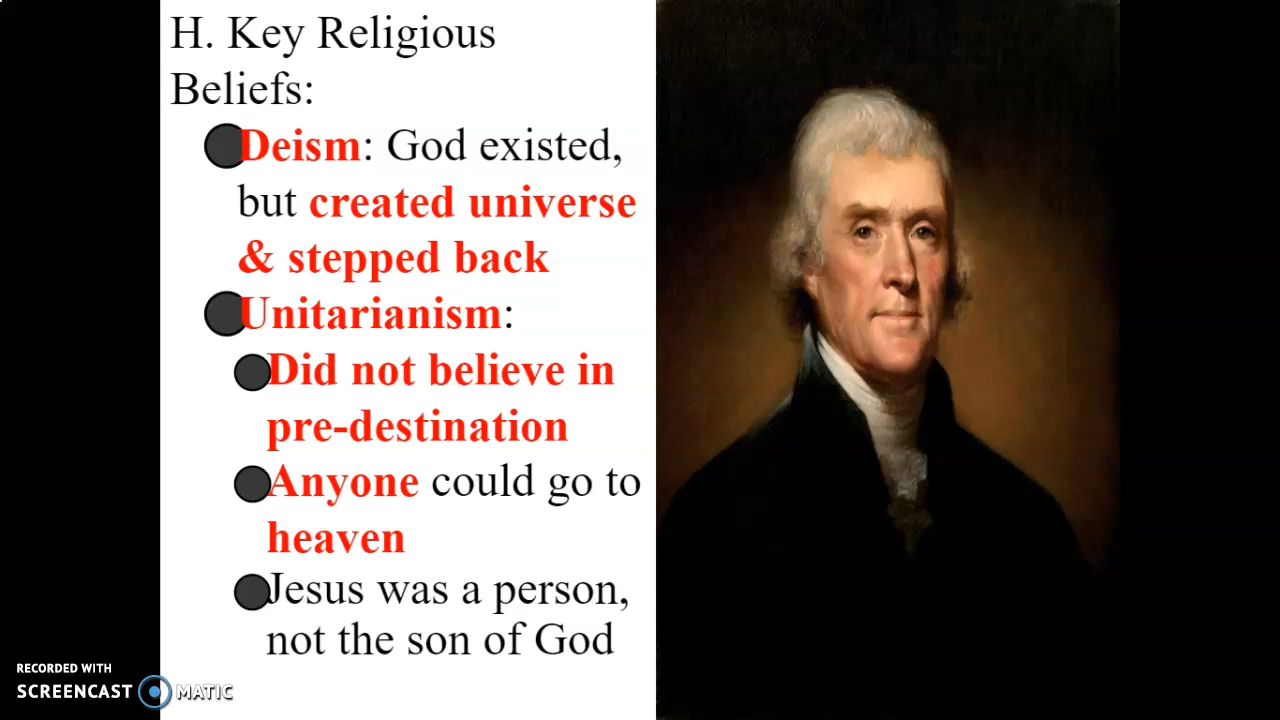 H. Key Religious
Beliefs:
Deism: God existed,
but created universe
& stepped back
Unitarianism:
Did not believe in
pre-destination
Anyone could go to
heaven
Jesus was a person,
not the son of God
RECORDED WITH
SCREENCAST MATIC